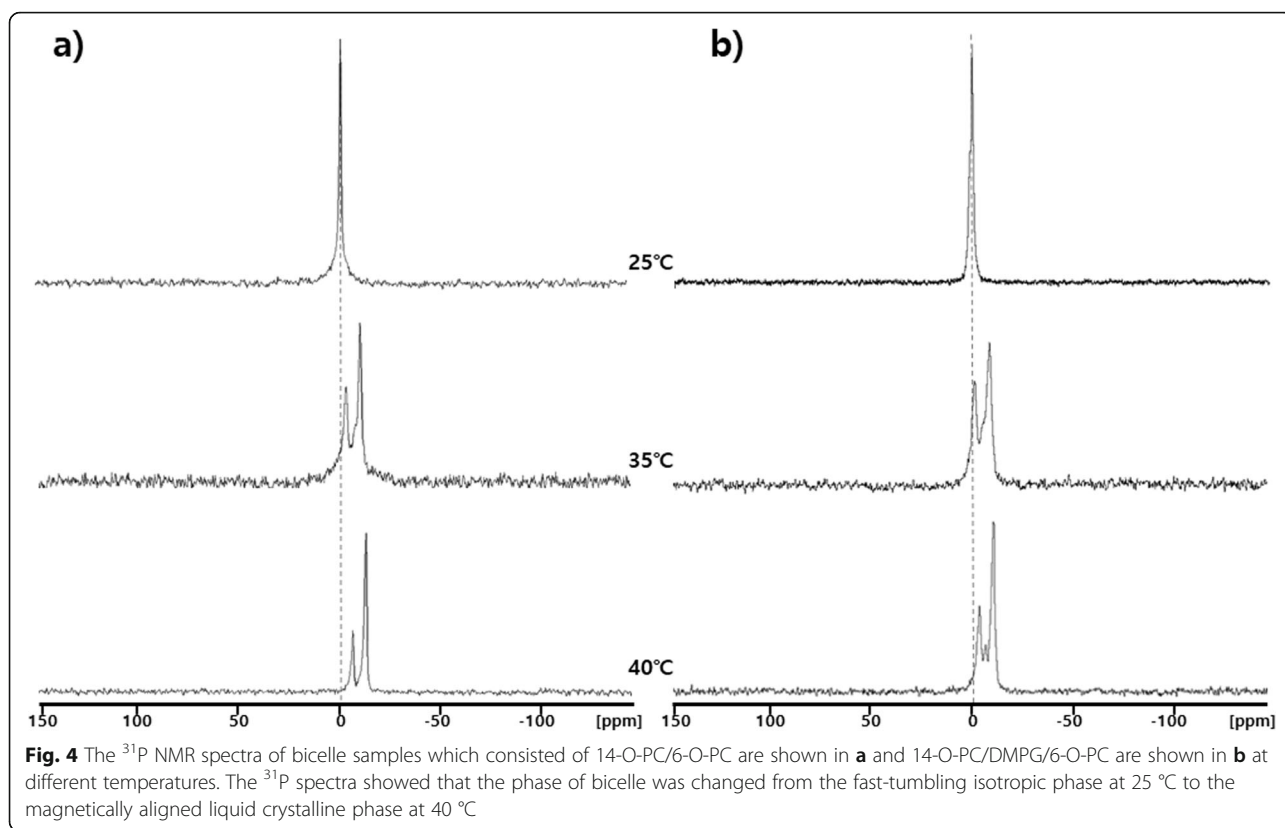 a)
b)
25℃
35℃
40℃
150 100 50 0 -50 -100 [ppm]
150 100 50 0 -50 -100 [ppm]
Fig. 4 The ³¹P NMR spectra of bicelle samples which consisted of 14-O-PC/6-O-PC are shown in a and 14-O-PC/DMPG/6-O-PC are shown in b at
different temperatures. The ³¹P spectra showed that the phase of bicelle was changed from the fast-tumbling isotropic phase at 25 °C to the
magnetically aligned liquid crystalline phase at 40 °C